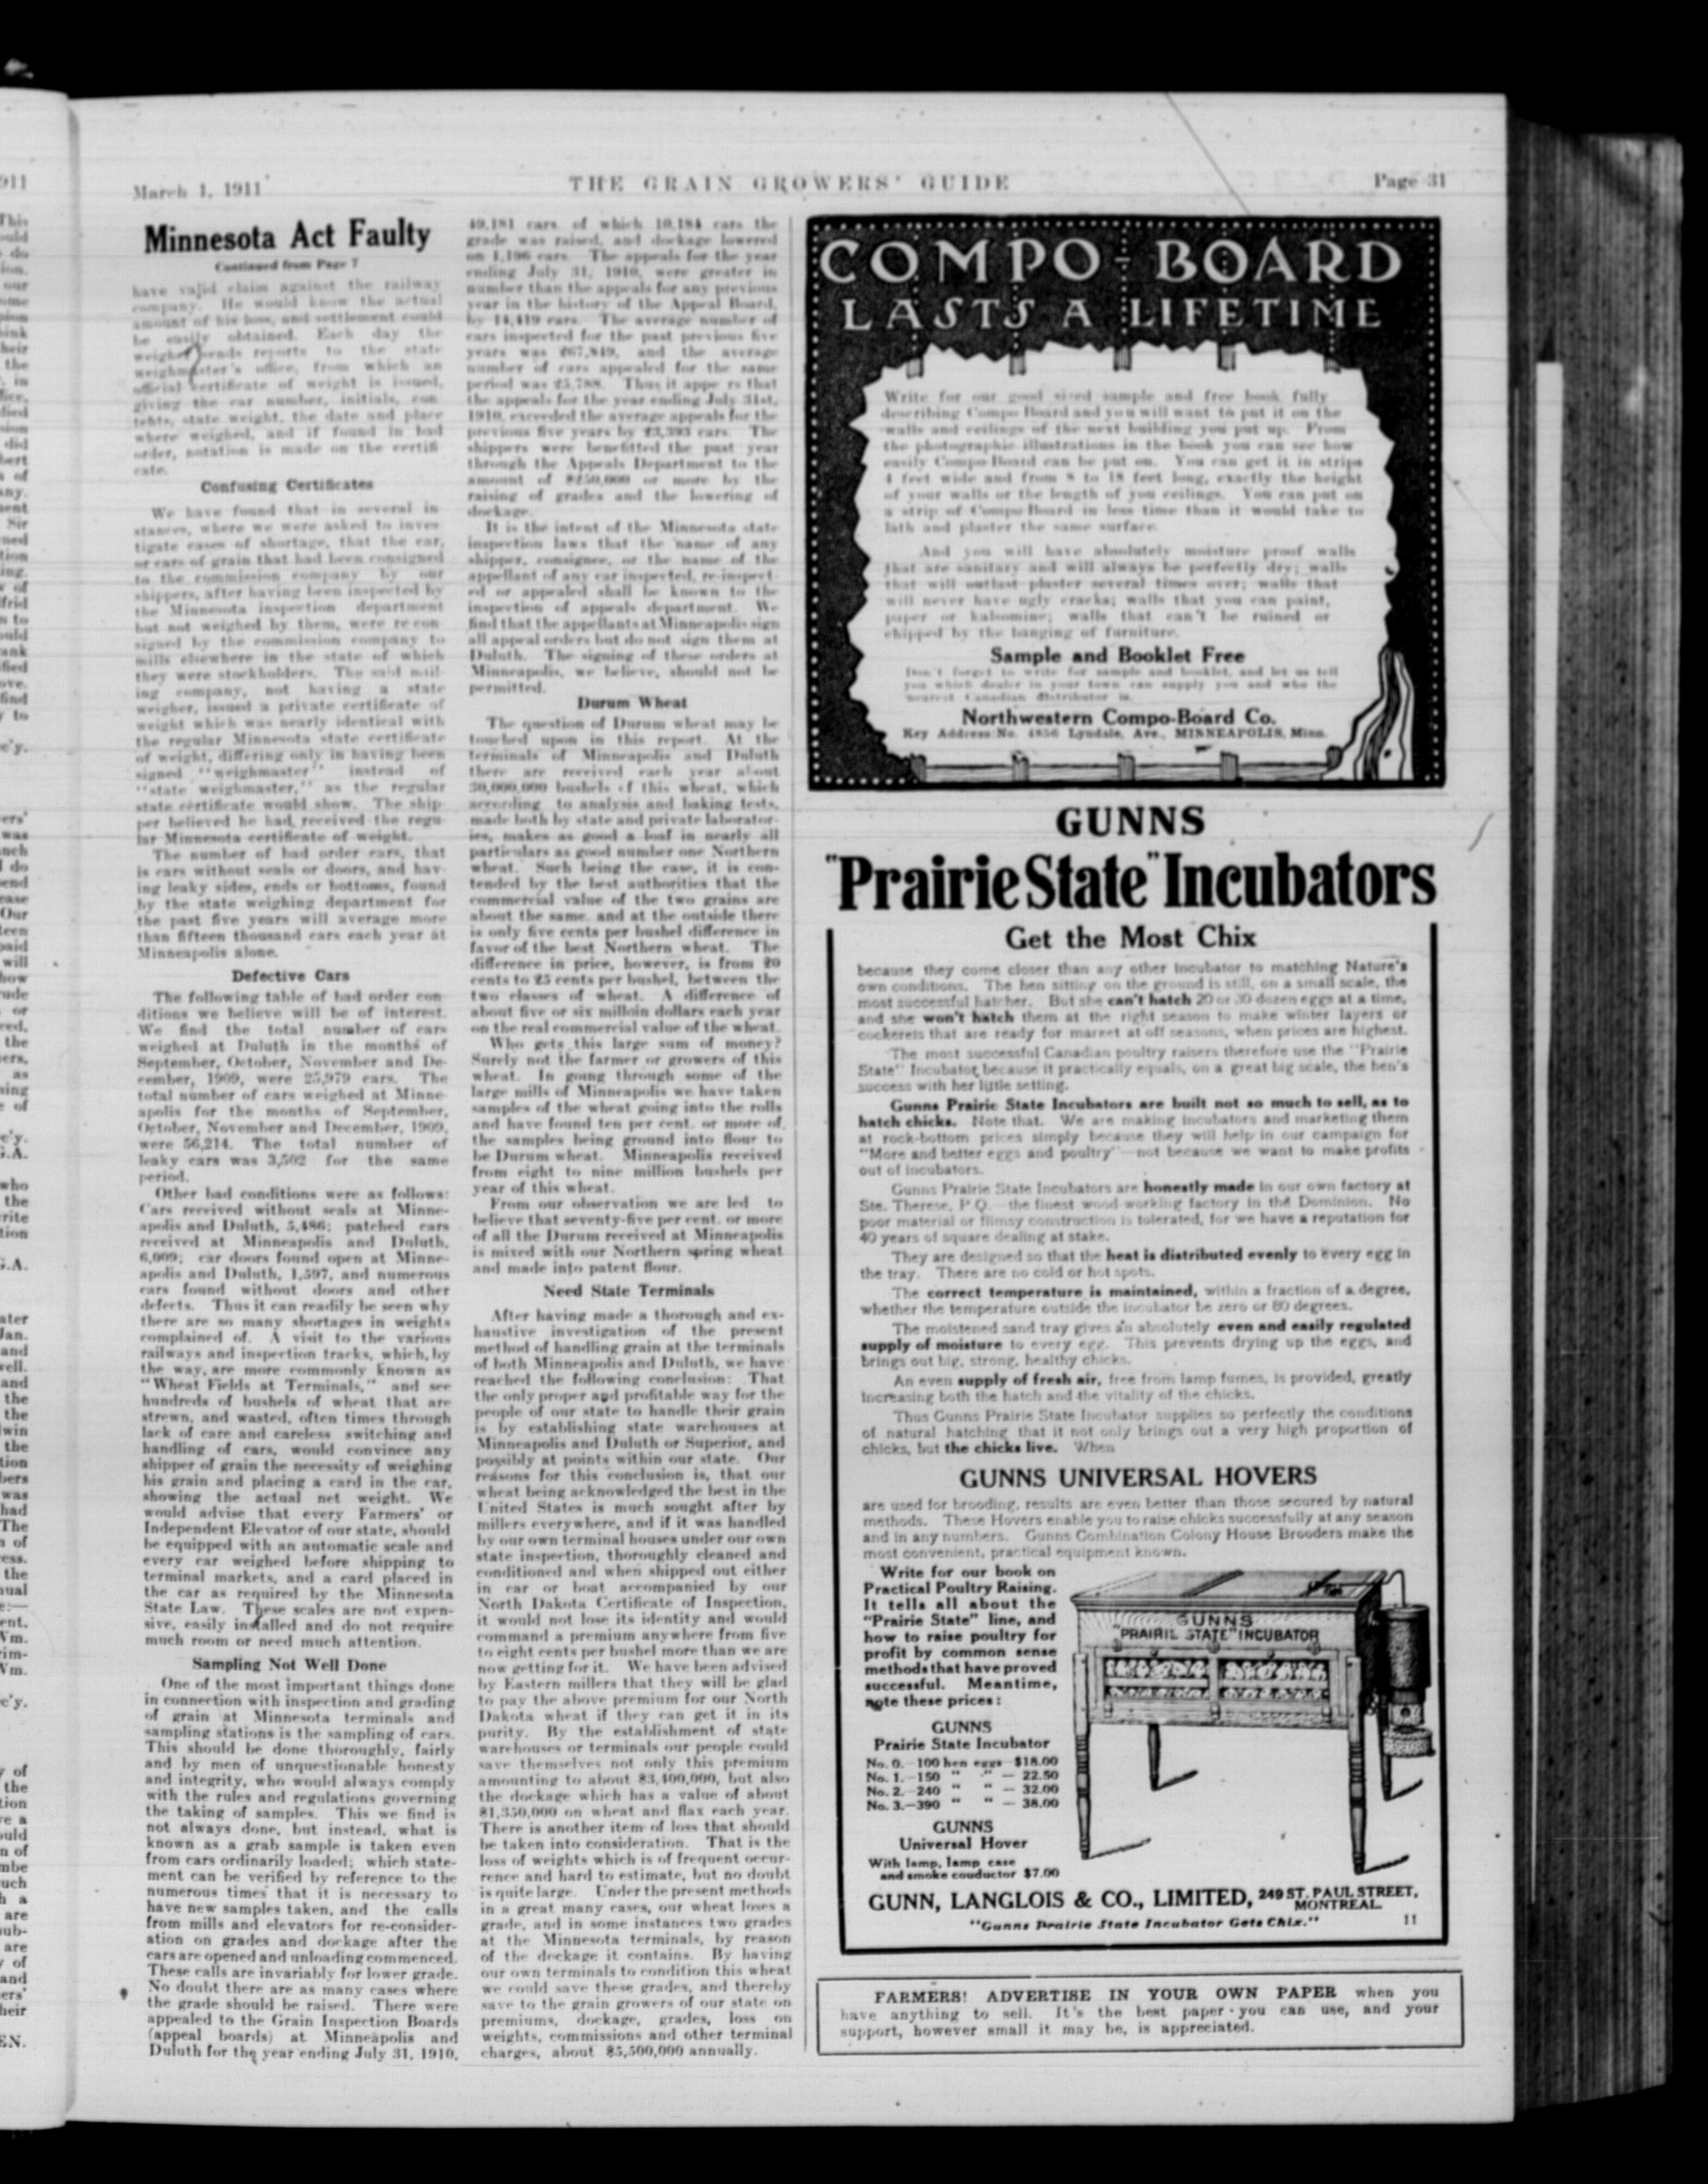 March 1, 1911
THE GRAIN GROWERS' GUIDE
Page 31
Minnesota Act Faulty
Continued from Page 7
have valid claim against the railway
company. He would know the actual
amount of his loss, and settlement could
be easily obtained. Each day the
weigher sends reports to the state
weighmaster's office, from which an
official certificate of weight is issued,
giving the car number, initials, con-
tents, state weight, the date and place
where weighed, and if found in bad
order, notation is made on the certifi
cate.
Confusing Certificates
We have found that in several in
stances, where we were asked to inves
tigate cases of shortage, that the car,
or cars of grain that had been consigned
to the commission company by our
shippers, after having been inspected by
the Minnesota inspection department
but not weighed by them, were re-con
signed by the commission company to
mills elsewhere in the state of which
they were stockholders. The said mill-
ing company, not having a state
weigher, issued a private certificate of
weight which was nearly identical with
the regular Minnesota state certificate
of weight, differing only in having been
signed "weighmaster" instead of
"state weighmaster," as the regular
state certificate would show. The ship-
per believed he had received the regu-
lar Minnesota certificate of weight.
The number of bad order cars, that
is cars without seals or doors, and hav-
ing leaky sides, ends or bottoms, found
by the state weighing department for
the past five years will average more
than fifteen thousand cars each year at
Minneapolis alone.
Defective Cars
The following table of bad order con-
ditions we believe will be of interest.
We find the total number of cars
weighed at Duluth in the months of
September, October, November and De-
cember, 1909, were 25,979 cars. The
total number of cars weighed at Minne-
apolis for the months of September,
October, November and December, 1909,
were 56,214. The total number of
leaky cars was 3,502 for the same
period.
Other bad conditions were as follows:
Cars received without seals at Minne-
apolis and Duluth, 5,486; patched cars
received at Minneapolis and Duluth,
6,009; car doors found open at Minne-
apolis and Duluth, 1,597, and numerous
cars found without doors and other
defects. Thus it can readily be seen why
there are so many shortages in weights
complained of. A visit to the various
railways and inspection tracks, which, by
the way, are more commonly known as
"Wheat Fields at Terminals," and see
hundreds of bushels of wheat that are
strewn, and wasted, often times through
lack of care and careless switching and
handling of cars, would convince any
shipper of grain the necessity of weighing
his grain and placing a card in the car,
showing the actual net weight. We
would advise that every Farmers' or
Independent Elevator of our state, should
be equipped with an automatic scale and
every car weighed before shipping to
terminal markets, and a card placed in
the car as required by the Minnesota
State Law. These scales are not expen-
sive, easily installed and do not require
much room or need much attention.
Sampling Not Well Done
One of the most important things done
in connection with inspection and grading
of grain at Minnesota terminals and
sampling stations is the sampling of cars.
This should be done thoroughly, fairly
and by men of unquestionable honesty
and integrity, who would always comply
with the rules and regulations governing
the taking of samples. This we find is
not always done, but instead, what is
known as a grab sample is taken even
from cars ordinarily loaded; which state-
ment can be verified by reference to the
numerous times that it is necessary to
have new samples taken, and the calls
from mills and elevators for re-consider-
ation on grades and dockage after the
cars are opened and unloading commenced.
These calls are invariably for lower grade.
No doubt there are as many cases where
the grade should be raised. There were
appealed to the Grain Inspection Boards
(appeal boards) at Minneapolis and
Duluth for the year ending July 31, 1910,
49,181 cars, of which 10,184 cars the
grade was raised, and dockage lowered
on 1,196 cars. The appeals for the year
ending July 31, 1910, were greater in
number than the appeals for any previous
year in the history of the Appeal Board,
by 14,419 cars. The average number of
cars inspected for the past previous five
years was 267,849, and the average
number of cars appealed for the same
period was 25,788. Thus it appe rs that
the appeals for the year ending July 31st,
1910, exceeded the average appeals for the
previous five years by 23,393 cars. The
shippers were benefitted the past year
through the Appeals Department to the
amount of $250,000 or more by the
raising of grades and the lowering of
dockage.
It is the intent of the Minnesota state
inspection laws that the name of any
shipper, consignee, or the name of the
appellant of any car inspected, re-inspect-
ed or appealed shall be known to the
inspection of appeals department. We
find that the appellants at Minneapolis sign
all appeal orders but do not sign them at
Duluth. The signing of these orders at
Minneapolis, we believe, should not be
permitted.
Durum Wheat
The question of Durum wheat may be
touched upon in this report. At the
terminals of Minneapolis and Duluth
there are received each year about
30,000,000 bushels of this wheat, which
according to analysis and baking tests,
made both by state and private laborator-
ies, makes as good a loaf in nearly all
particulars as good number one Northern
wheat. Such being the case, it is con-
tended by the best authorities that the
commercial value of the two grains are
about the same, and at the outside there
is only five cents per bushel difference in
favor of the best Northern wheat. The
difference in price, however, is from 20
cents to 25 cents per bushel, between the
two classes of wheat. A difference of
about five or six milloin dollars each year
on the real commercial value of the wheat.
Who gets this large sum of money?
Surely not the farmer or growers of this
wheat. In going through some of the
large mills of Minneapolis we have taken
samples of the wheat going into the rolls
and have found ten per cent. or more of
the samples being ground into flour to
be Durum wheat. Minneapolis received
from eight to nine million bushels per
year of this wheat.
From our observation we are led to
believe that seventy-five per cent. or more
of all the Durum received at Minneapolis
is mixed with our Northern spring wheat
and made into patent flour.
Need State Terminals
After having made a thorough and ex-
haustive investigation of the present
method of handling grain at the terminals
of both Minneapolis and Duluth, we have
reached the following conclusion: That
the only proper and profitable way for the
people of our state to handle their grain
is by establishing state warehouses at
Minneapolis and Duluth or Superior, and
possibly at points within our state. Our
reasons for this conclusion is, that our
wheat being acknowledged the best in the
United States is much sought after by
millers everywhere, and if it was handled
by our own terminal houses under our own
state inspection, thoroughly cleaned and
conditioned and when shipped out either
in car or boat accompanied by our
North Dakota Certificate of Inspection,
it would not lose its identity and would
command a premium anywhere from five
to eight cents per bushel more than we are
now getting for it. We have been advised
by Eastern millers that they will be glad
to pay the above premium for our North
Dakota wheat if they can get it in its
purity. By the establishment of state
warehouses or terminals our people could
save themselves not only this premium
amounting to about $3,400,000, but also
the dockage which has a value of about
$1,350,000 on wheat and flax each year.
There is another item of loss that should
be taken into consideration. That is the
loss of weights which is of frequent occur-
rence and hard to estimate, but no doubt
is quite large. Under the present methods
in a great many cases, our wheat loses a
grade, and in some instances two grades
at the Minnesota terminals, by reason
of the dockage it contains. By having
our own terminals to condition this wheat
we could save these grades, and thereby
save to the grain growers of our state on
premiums, dockage, grades, loss on
weights, commissions and other terminal
charges, about $5,500,000 annually.
COMPO-BOARD
LASTS A LIFETIME
Write for our good sized sample and free book fully
describing Compo Board and you will want to put it on the
walls and ceilings of the next building you put up. From
the photographic illustrations in the book you can see how
easily Compo-Board can be put on. You can get it in strips
4 feet wide and from 8 to 18 feet long, exactly the height
of your walls or the length of you ceilings. You can put on
a strip of Compo-Board in less time than it would take to
lath and plaster the same surface.
And you will have absolutely moisture proof walls
that are sanitary and will always be perfectly dry; walls
that will outlast plaster several times over; walls that
will never have ugly cracks; walls that you can paint,
paper or kalsomine; walls that can't be ruined or
chipped by the banging of furniture.
Sample and Booklet Free
Don't forget to write for sample and booklet, and let us tell
you which dealer in your town can supply you and who the
nearest Canadian distributor is.
Northwestern Compo-Board Co.
Key Address: No. 4856 Lyndale, Ave., MINNEAPOLIS, Minn.
GUNNS
"Prairie State" Incubators
Get the Most Chix
because they come closer than any other incubator to matching Nature's
own conditions. The hen sitting on the ground is still, on a small scale, the
most successful hatcher. But she can't hatch 20 or 30 dozen eggs at a time,
and she won't hatch them at the right season to make winter layers or
cockerels that are ready for market at off seasons, when prices are highest.
The most successful Canadian poultry raisers therefore use the "Prairie
State" Incubator because it practically equals, on a great big scale, the hen's
success with her little setting.
Gunns Prairie State Incubators are built not so much to sell, as to
hatch chicks. Note that. We are making incubators and marketing them
at rock-bottom prices simply because they will help in our campaign for
"More and better eggs and poultry"—not because we want to make profits
out of incubators.
Gunns Prairie State Incubators are honestly made in our own factory at
Ste. Therese, P.Q.—the finest wood working factory in the Dominion. No
poor material or flimsy construction is tolerated, for we have a reputation for
40 years of square dealing at stake.
They are designed so that the heat is distributed evenly to every egg in
the tray. There are no cold or hot spots.
The correct temperature is maintained, within a fraction of a degree,
whether the temperature outside the incubator be zero or 80 degrees.
The moistened sand tray gives an absolutely even and easily regulated
supply of moisture to every egg. This prevents drying up the eggs, and
brings out big, strong, healthy chicks.
An even supply of fresh air, free from lamp fumes, is provided, greatly
increasing both the hatch and the vitality of the chicks.
Thus Gunns Prairie State Incubator supplies so perfectly the conditions
of natural hatching that it not only brings out a very high proportion of
chicks, but the chicks live. When
GUNNS UNIVERSAL HOVERS
are used for brooding, results are even better than those secured by natural
methods. These Hovers enable you to raise chicks successfully at any season
and in any numbers. Gunns Combination Colony House Brooders make the
most convenient, practical equipment known.
Write for our book on
Practical Poultry Raising.
It tells all about the
"Prairie State" line, and
how to raise poultry for
profit by common sense
methods that have proved
successful. Meantime,
note these prices:
GUNNS
Prairie State Incubator
No. 0.—100 hen eggs—$18.00
No. 1.—150 " " — 22.50
No. 2.—240 " " — 32.00
No. 3.—390 " " — 38.00
GUNNS
Universal Hover
With lamp, lamp case
and smoke conductor $7.00
GUNNS
"PRAIRIE STATE" INCUBATOR
GUNN, LANGLOIS & CO., LIMITED, 249 ST. PAUL STREET,
MONTREAL.
"Gunns Prairie State Incubator Gets Chix."
11
FARMERS! ADVERTISE IN YOUR OWN PAPER when you
have anything to sell. It's the best paper you can use, and your
support, however small it may be, is appreciated.